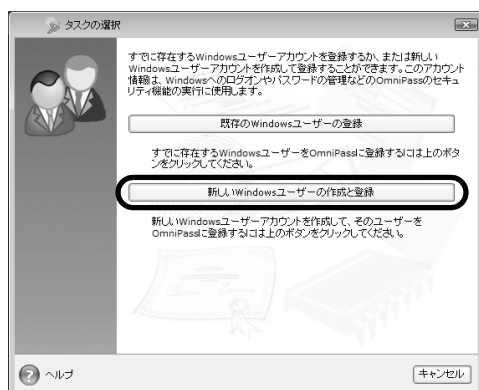 タスクの選択
すでに存在するWindowsユーザーアカウントを登録するか、または新しい
Windowsユーザーアカウントを作成して登録することができます。このアカウント
情報は、Windowsへのログオンやパスワードの管理などのOmniPassのセキュ
リティ機能の実行に使用します。
既存のWindowsユーザーの登録
すでに存在するWindowsユーザーをOmniPassに登録するには上のボタ
ンをクリックしてください。
新しいWindowsユーザーの作成と登録
新しいWindowsユーザーアカウントを作成して、そのユーザーを
OmniPassに登録するには上のボタンをクリックしてください。
ヘルプ
キャンセル